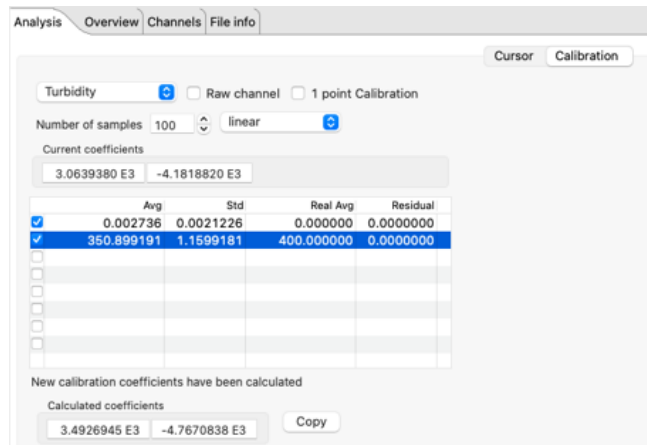 Analysis Overview Channels File info
Cursor Calibration
Turbidity Raw channel 1 point Calibration
Number of samples 100 linear
Current coefficients
3.0639380 E3 -4.1818820 E3
Avg Std Real Avg Residual
0.002736 0.0021226 0.000000 0.0000000
350.899191 1.1599181 400.000000 0.0000000
New calibration coefficients have been calculated
Calculated coefficients
3.4926945 E3 -4.7670838 E3 Copy